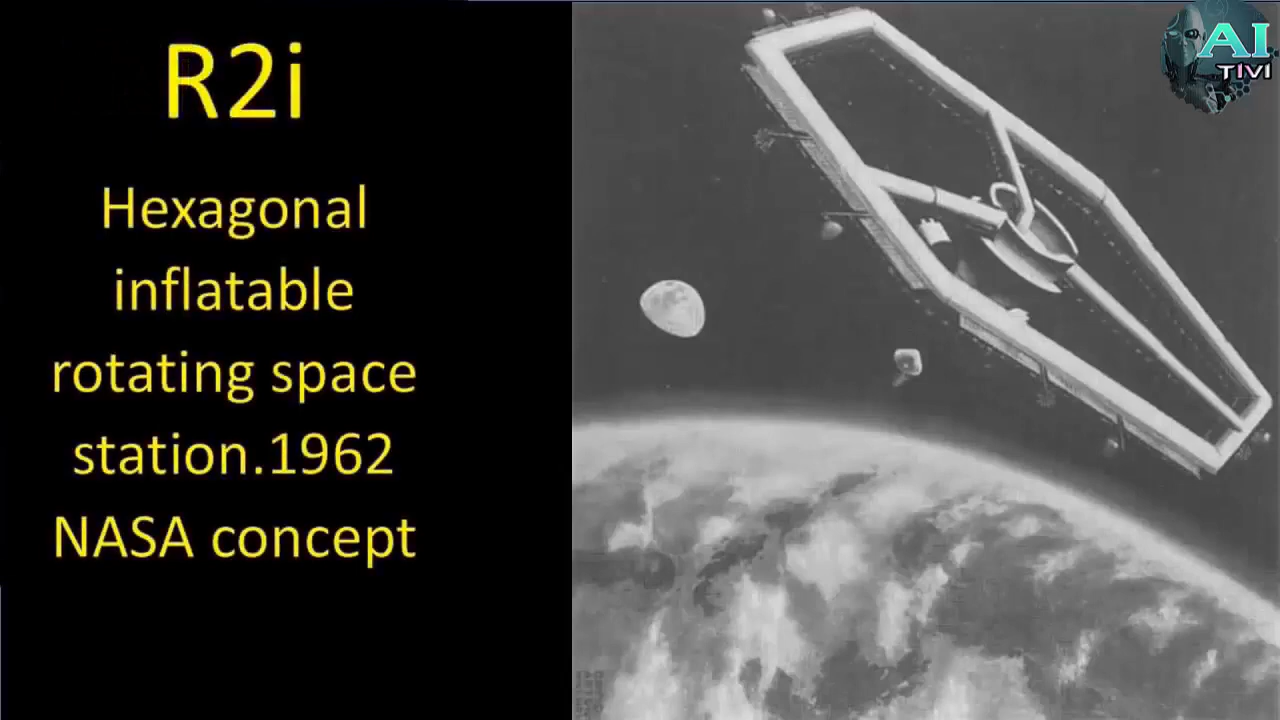 R2i
Hexagonal
inflatable
rotating space
station.1962
NASA concept
AI
TIVI